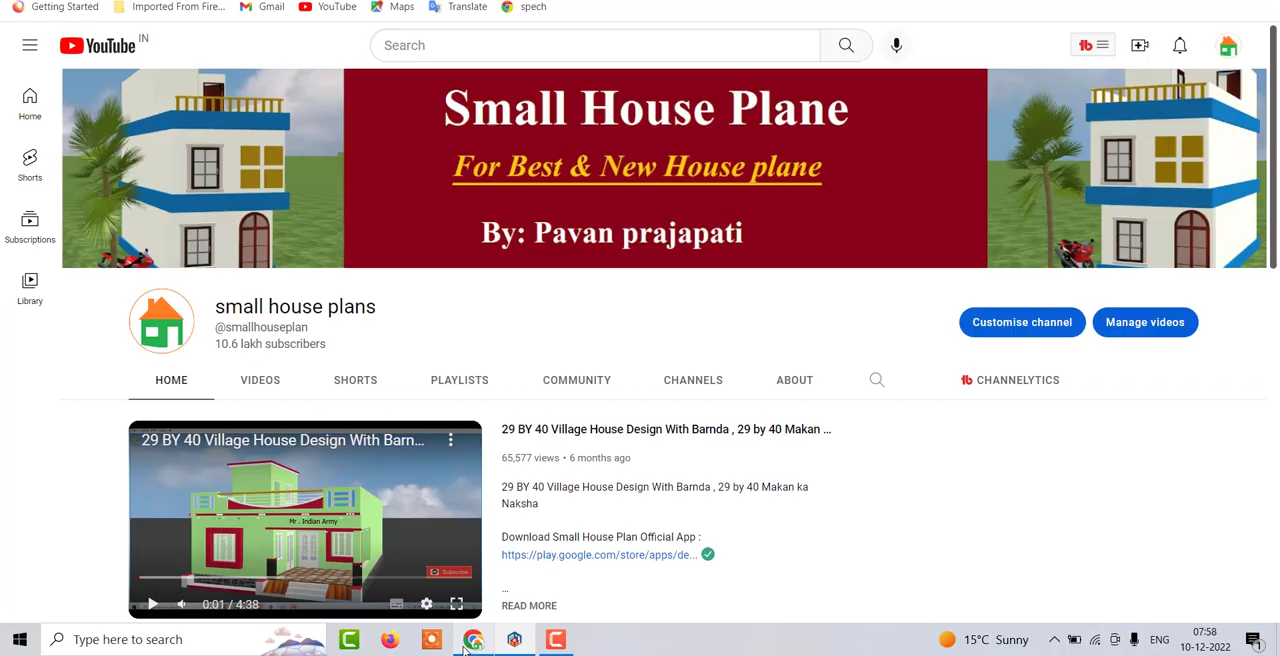 Getting Started Imported From Fire... Gmail YouTube Maps Translate spech
YouTube IN
Search
tb
Home
Shorts
Subscriptions
Library
Small House Plane
For Best & New House plane
By: Pavan prajapati
small house plans
@smallhouseplan
10.6 lakh subscribers
Customise channel Manage videos
HOME VIDEOS SHORTS PLAYLISTS COMMUNITY CHANNELS ABOUT tb CHANNELYTICS
29 BY 40 Village House Design With Barn...
Mr . Indian Army
Subscribe
0:01 / 4:38
29 BY 40 Village House Design With Barnda , 29 by 40 Makan ...
65,577 views • 6 months ago
29 BY 40 Village House Design With Barnda , 29 by 40 Makan ka
Naksha
Download Small House Plan Official App :
https://play.google.com/store/apps/de...
...
READ MORE
Type here to search
15°C Sunny
ENG
07:58
10-12-2022
1